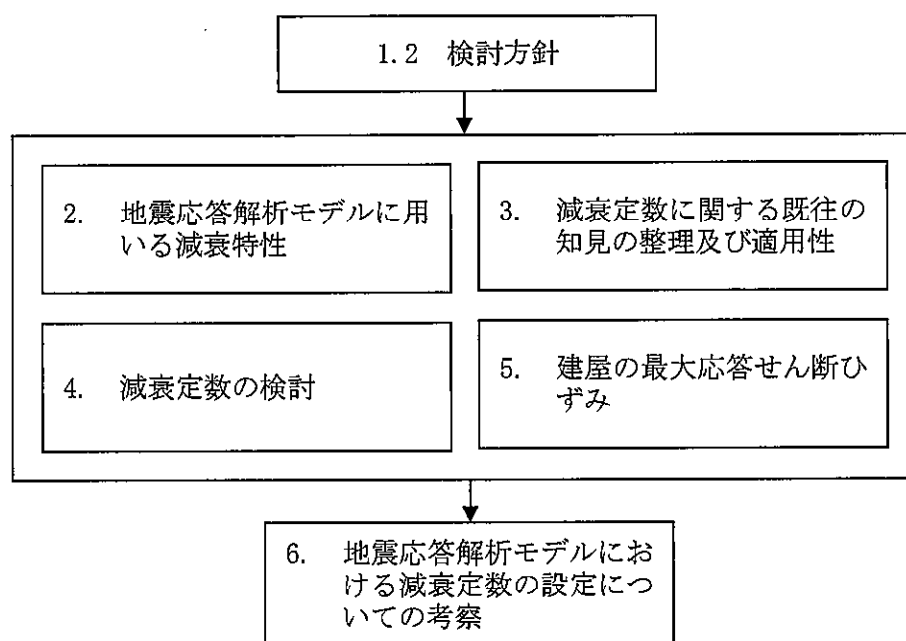 1.2 検討方針
2. 地震応答解析モデルに用
いる減衰特性
3. 減衰定数に関する既往の
知見の整理及び適用性
4. 減衰定数の検討
5. 建屋の最大応答せん断ひ
ずみ
6. 地震応答解析モデルにお
ける減衰定数の設定につ
いての考察